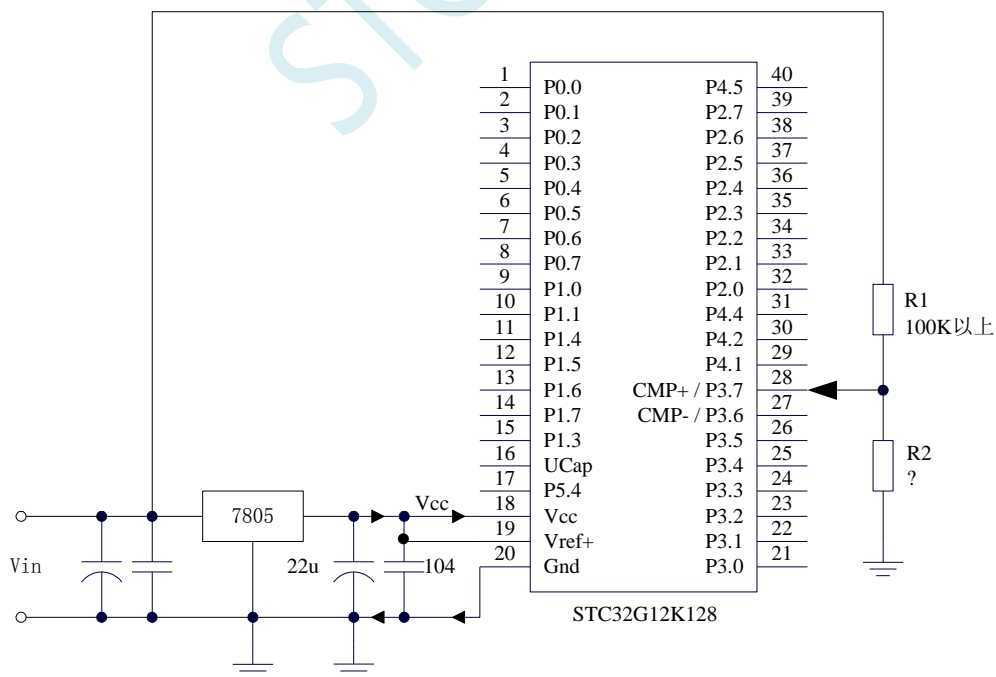 STC
1 P0.0 P4.5 40
2 P0.1 P2.7 39
3 P0.2 P2.6 38
4 P0.3 P2.5 37
5 P0.4 P2.4 36
6 P0.5 P2.3 35
7 P0.6 P2.2 34
8 P0.7 P2.1 33
9 P1.0 P2.0 32
10 P1.1 P4.4 31
11 P1.4 P4.2 30
12 P1.5 P4.1 29
13 P1.6 CMP+ / P3.7 28
14 P1.7 CMP- / P3.6 27
15 P1.3 P3.5 26
16 UCap P3.4 25
17 P5.4 P3.3 24
18 Vcc P3.2 23
19 Vref+ P3.1 22
20 Gnd P3.0 21
R1
100K以上
R2
?
7805
Vcc
Vin
22u
104
STC32G12K128